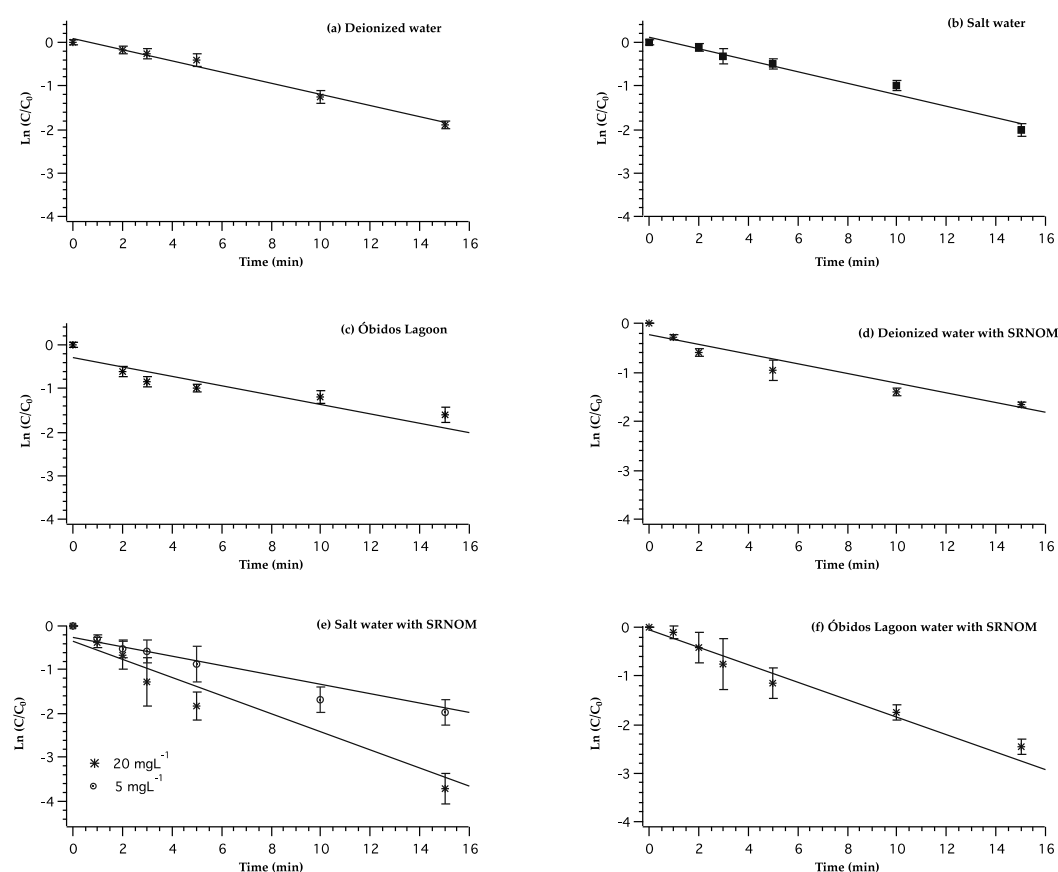 (a) Deionized water
0
-1
-2
-3
-4
Ln (C/C0)
0 2 4 6 8 10 12 14 16
Time (min)
(b) Salt water
0
-1
-2
-3
-4
Ln (C/C0)
0 2 4 6 8 10 12 14 16
Time (min)
(c) Óbidos Lagoon
0
-1
-2
-3
-4
Ln (C/C0)
0 2 4 6 8 10 12 14 16
Time (min)
(d) Deionized water with SRNOM
0
-1
-2
-3
-4
Ln (C/C0)
0 2 4 6 8 10 12 14 16
Time (min)
(e) Salt water with SRNOM
0
-1
-2
-3
-4
Ln (C/C0)
20 mgL-1
5 mgL-1
0 2 4 6 8 10 12 14 16
Time (min)
(f) Óbidos Lagoon water with SRNOM
0
-1
-2
-3
-4
Ln (C/C0)
0 2 4 6 8 10 12 14 16
Time (min)